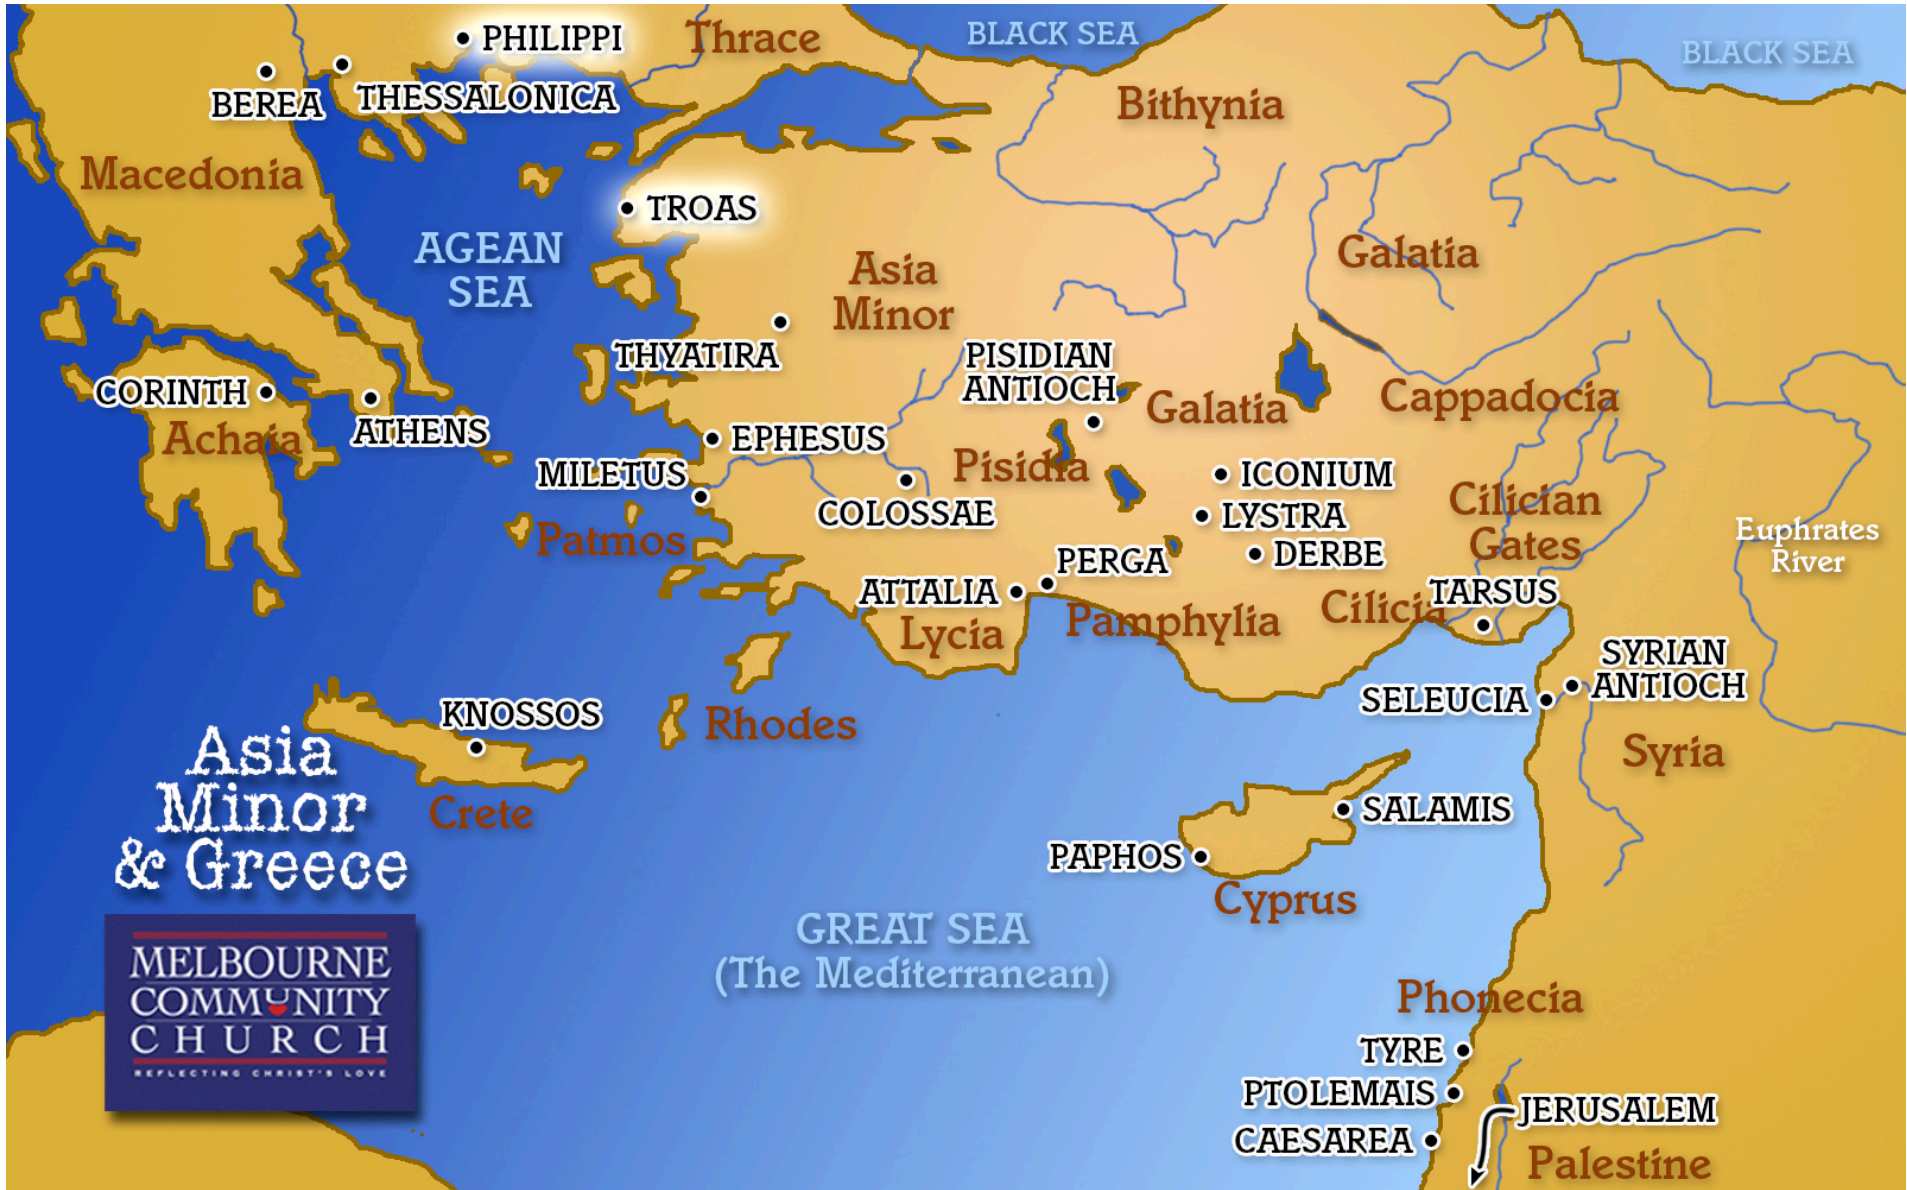 PHILIPPI
Thrace
BLACK SEA
BLACK SEA
BEREA
THESSALONICA
Bithynia
Macedonia
TROAS
AGEAN
SEA
Asia
Minor
Galatia
THYATIRA
PISIDIAN
ANTIOCH
CORINTH
Achaia
ATHENS
Galatia
Cappadocia
EPHESUS
MILETUS
COLOSSAE
Pisidia
ICONIUM
LYSTRA
DERBE
Cilician
Gates
Euphrates
River
Patmos
PERGA
ATTALIA
Lycia
Pamphylia
Cilicia
TARSUS
SYRIAN
ANTIOCH
SELEUCIA
Syria
KNOSSOS
Rhodes
Crete
Asia
Minor
& Greece
SALAMIS
PAPHOS
Cyprus
GREAT SEA
(The Mediterranean)
MELBOURNE
COMMUNITY
CHURCH
REFLECTING CHRIST'S LOVE
Phonecia
TYRE
PTOLEMAIS
CAESAREA
JERUSALEM
Palestine